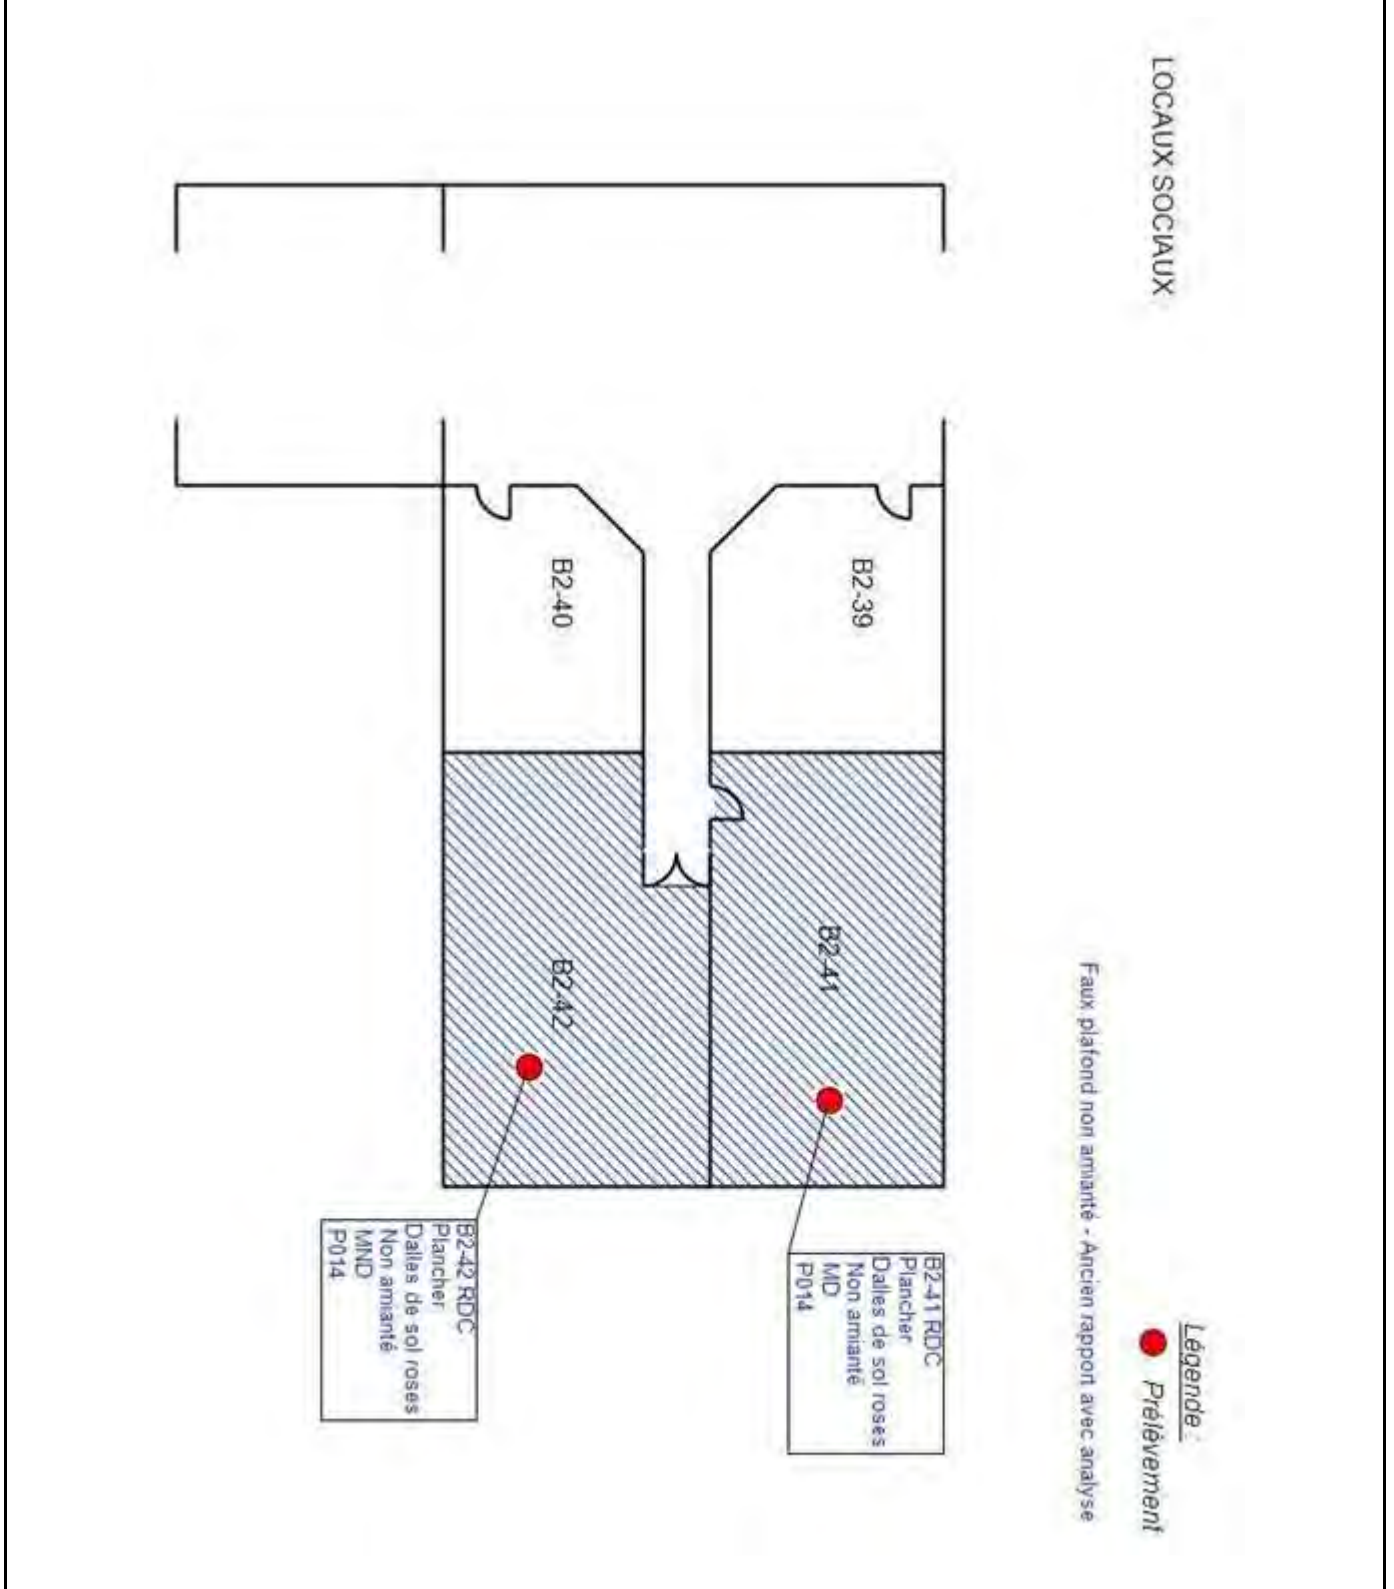 LOCAUX SOCIAUX
Légende :
Prélèvement
Faux plafond non amianté - Ancien rapport avec analyse
B2-39
B2-41
B2-41 RDC
Plancher
Dalles de sol roses
Non amianté
MD
P014
B2-40
B2-42
B2-42 RDC
Plancher
Dalles de sol roses
Non amianté
MND
P014